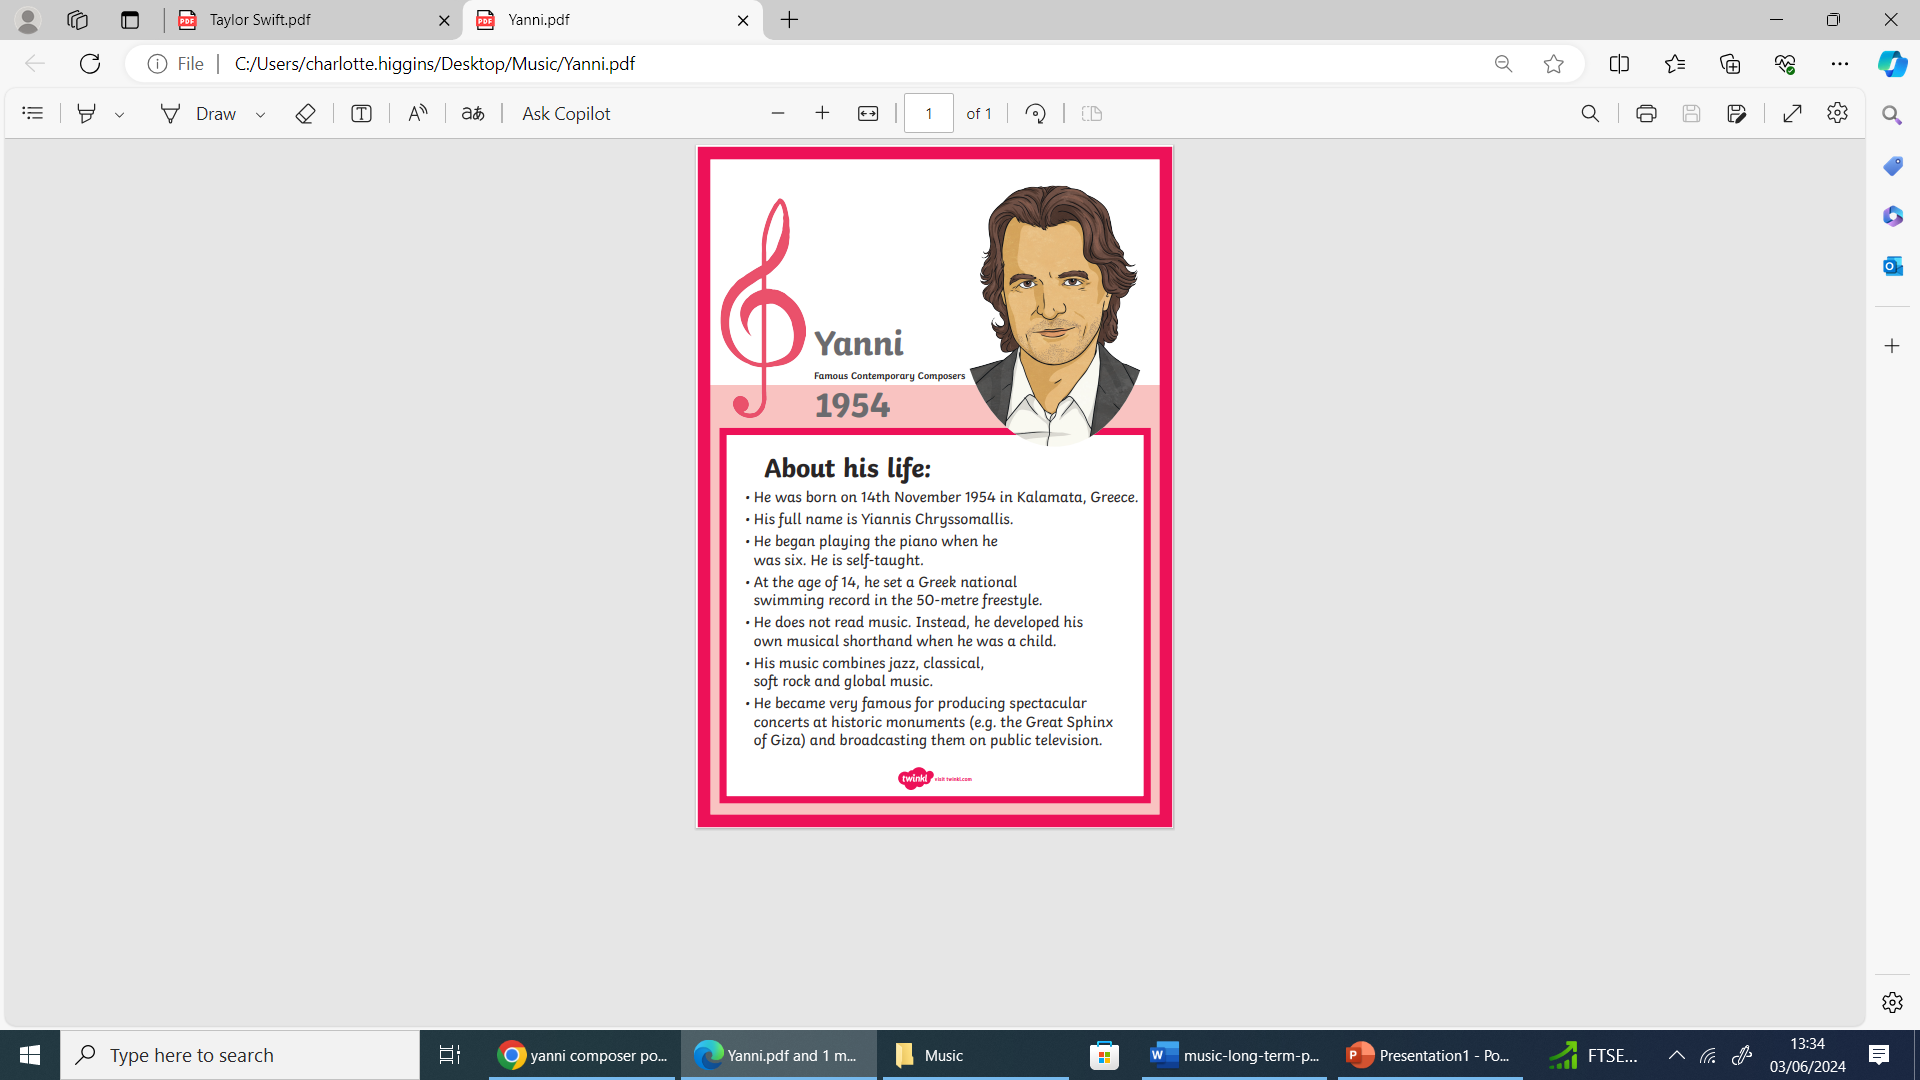 Taylor Swift.pdf
Yanni.pdf
File
C:/Users/charlotte.higgins/Desktop/Music/Yanni.pdf
Draw
Ask Copilot
1
of 1
Yanni
Famous Contemporary Composers
1954
About his life:
• He was born on 14th November 1954 in Kalamata, Greece.
• His full name is Yiannis Chryssomallis.
• He began playing the piano when he
was six. He is self-taught.
• At the age of 14, he set a Greek national
swimming record in the 50-metre freestyle.
• He does not read music. Instead, he developed his
own musical shorthand when he was a child.
• His music combines jazz, classical,
soft rock and global music.
• He became very famous for producing spectacular
concerts at historic monuments (e.g. the Great Sphinx
of Giza) and broadcasting them on public television.
twinkl visit twinkl.com
Type here to search
yanni composer po...
Yanni.pdf and 1 m...
Music
music-long-term-p...
Presentation1 - Po...
FTSE...
13:34
03/06/2024